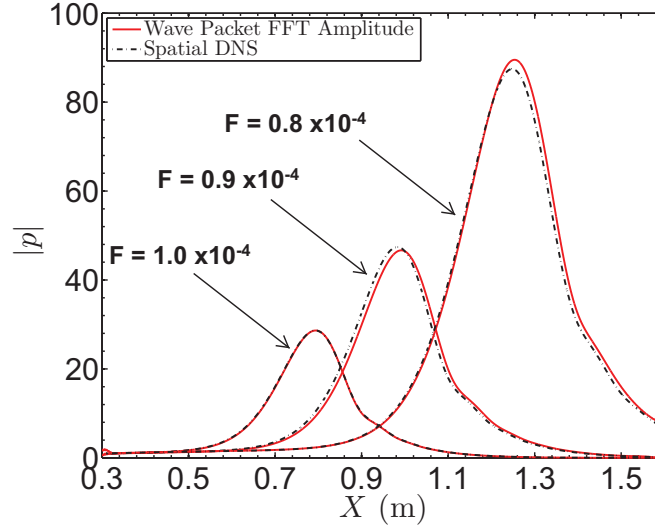 Wave Packet FFT Amplitude
Spatial DNS
F = 0.8 x10-4
F = 0.9 x10-4
F = 1.0 x10-4
|p|
100
80
60
40
20
0
0.3 0.5 0.7 0.9 1.1 1.3 1.5
X (m)